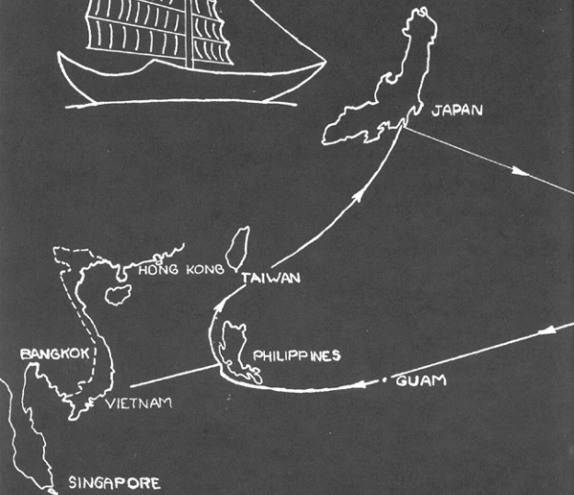 JAPAN
HONG KONG
TAIWAN
BANGKOK
PHILIPPINES
GUAM
VIETNAM
SINGAPORE